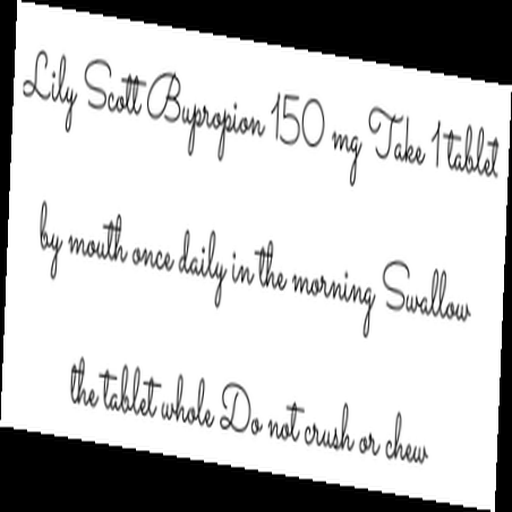 Lily Scott Bupropion 150 mg Take 1 tablet
by mouth once daily in the morning Swallow
the tablet whole Do not crush or chew